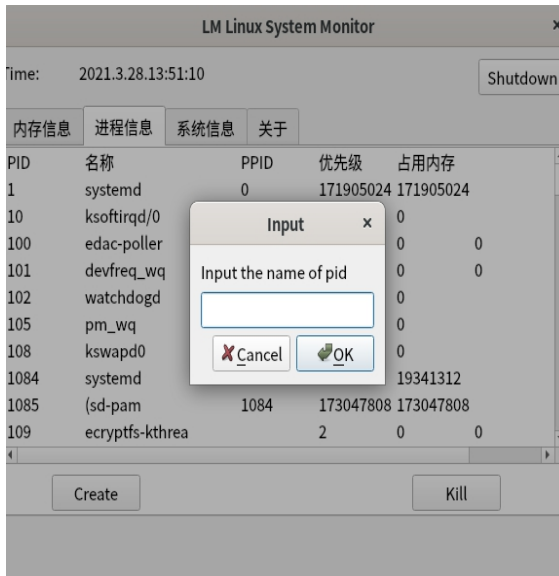 LM Linux System Monitor ×
Time: 2021.3.28.13:51:10 Shutdown
内存信息 进程信息 系统信息 关于
PID 名称 PPID 优先级 占用内存
1 systemd 0 171905024 171905024
10 ksoftirqd/0 0
100 edac-poller 0 0
101 devfreq_wq 0 0
102 watchdogd 0
105 pm_wq 0
108 kswapd0 0
1084 systemd 19341312
1085 (sd-pam 1084 173047808 173047808
109 ecryptfs-kthrea 2 0 0
Input ×
Input the name of pid
Cancel OK
Create Kill